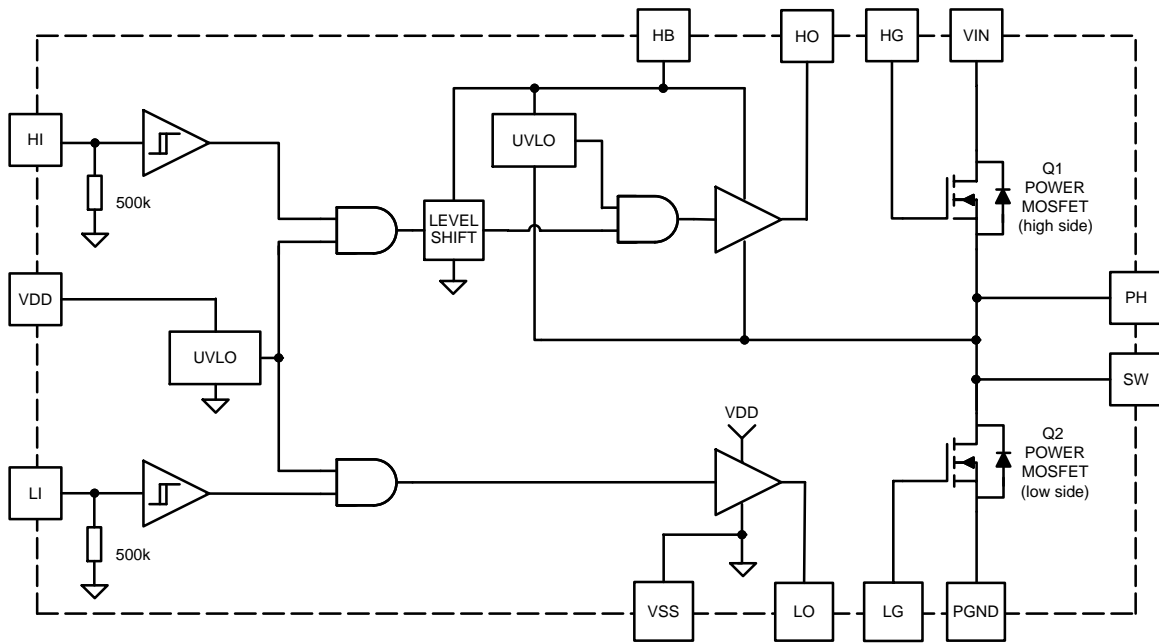 HB
HO
HG
VIN
HI
500k
UVLO
LEVEL
SHIFT
Q1
POWER
MOSFET
(high side)
VDD
UVLO
PH
SW
VDD
Q2
POWER
MOSFET
(low side)
LI
500k
VSS
LO
LG
PGND